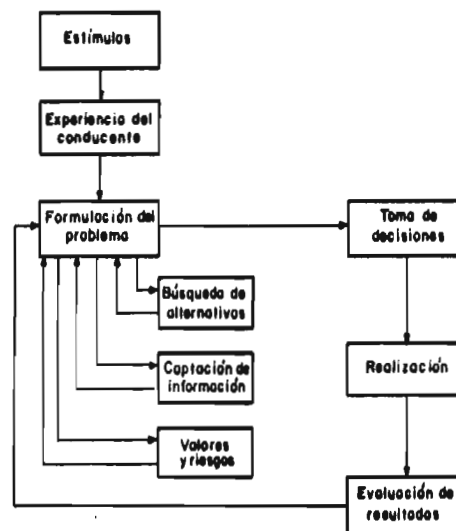 Estímulos
Experiencia del
conducente
Formulación del
problema
Toma de
decisiones
Búsqueda de
alternativas
Captación de
información
Realización
Valores
y riesgos
Evaluación de
resultados